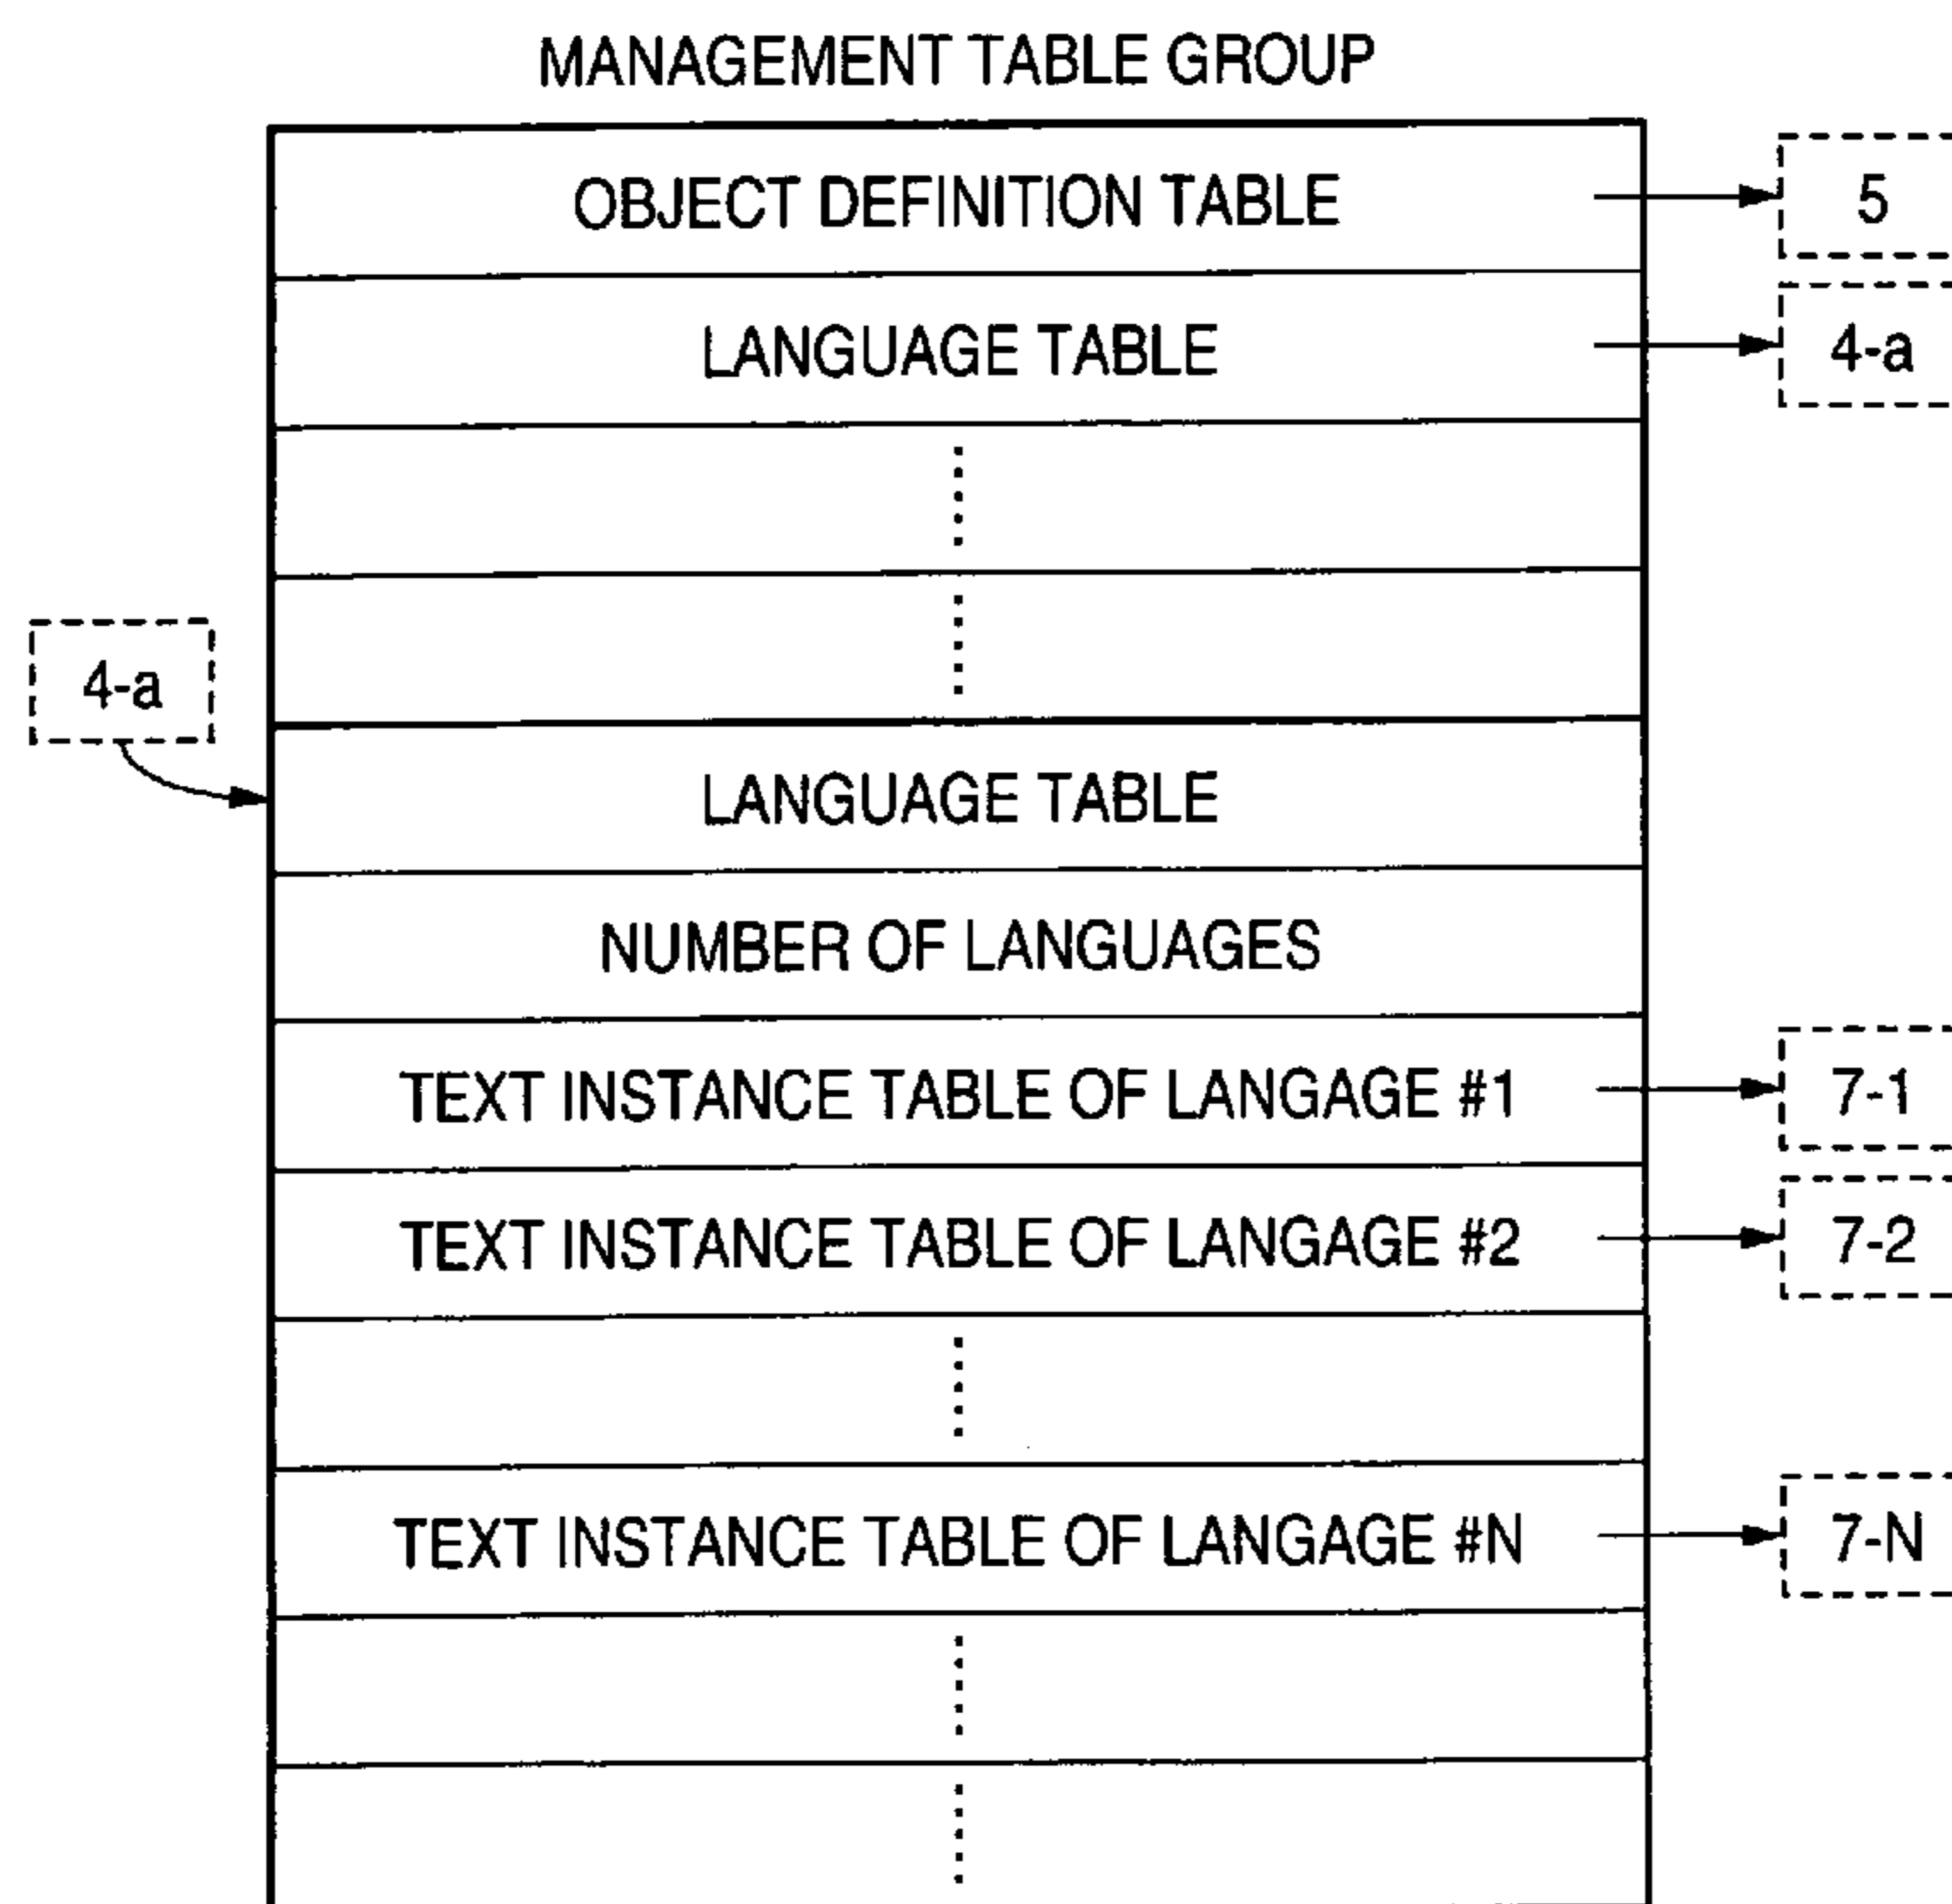 MANAGEMENT TABLE GROUP
OBJECT DEFINITION TABLE
5
LANGUAGE TABLE
4-a
4-a
LANGUAGE TABLE
NUMBER OF LANGUAGES
TEXT INSTANCE TABLE OF LANGAGE #1
7-1
TEXT INSTANCE TABLE OF LANGAGE #2
7-2
TEXT INSTANCE TABLE OF LANGAGE #N
7-N